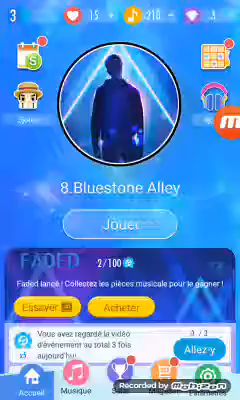 3 15 + 210 - 3 +
S
8.Bluestone Alley
Jouer
FADED
2/100
Faded lancé ! Collectez les pièces musicale pour le gagner !
Essayer Acheter
Vous avez regardé la vidéo
d'événement au total 3 fois
aujourd'hui
0 / 3
Allez-y
Accueil Musique
Recorded by
Mobizen